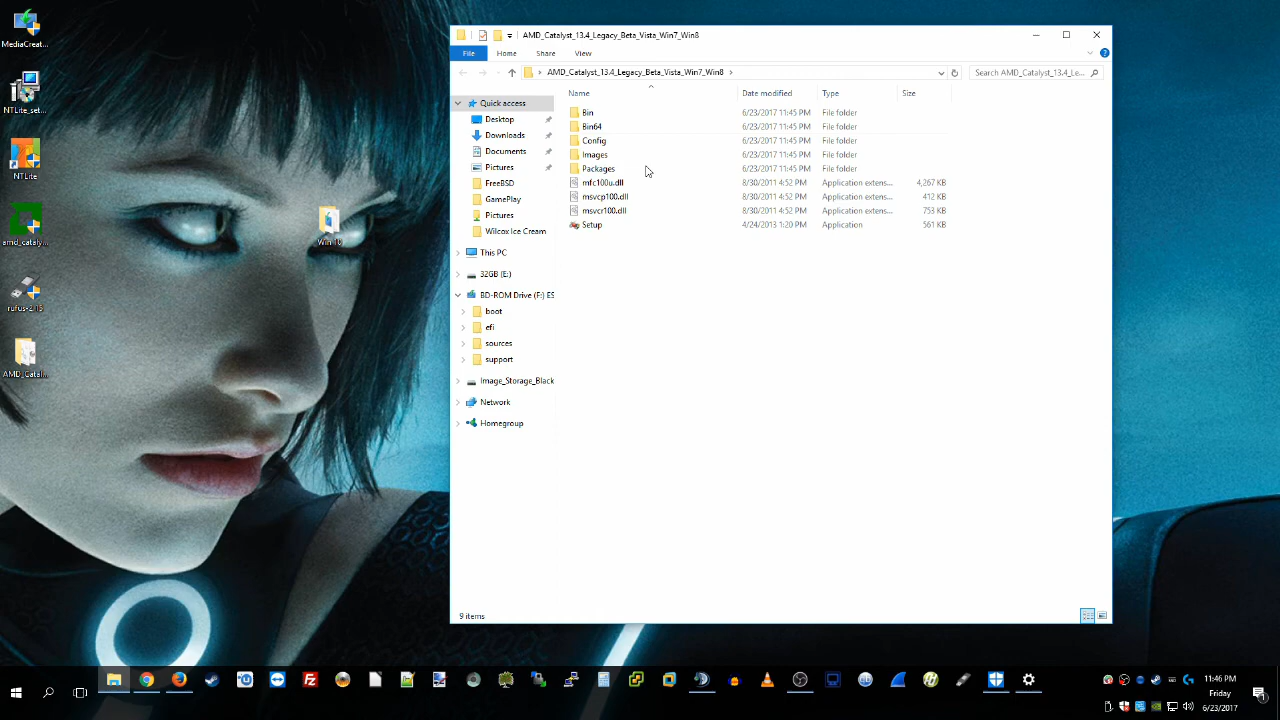 MediaCreat...
NTLite_set...
NTLite
amd_cataly...
rufus-2.15
AMD_Catal...
Win 10
AMD_Catalyst_13.4_Legacy_Beta_Vista_Win7_Win8
File Home Share View
AMD_Catalyst_13.4_Legacy_Beta_Vista_Win7_Win8
Search AMD_Catalyst_13.4_Le...
Quick access
Desktop
Downloads
Documents
Pictures
FreeBSD
GamePlay
Pictures
Wilcox Ice Cream
This PC
32GB (E:)
BD-ROM Drive (F:) ES
boot
efi
sources
support
Image_Storage_Black
Network
Homegroup
Name Date modified Type Size
Bin 6/23/2017 11:45 PM File folder
Bin64 6/23/2017 11:45 PM File folder
Config 6/23/2017 11:45 PM File folder
Images 6/23/2017 11:45 PM File folder
Packages 6/23/2017 11:45 PM File folder
mfc100u.dll 8/30/2011 4:52 PM Application extens... 4,267 KB
msvcp100.dll 8/30/2011 4:52 PM Application extens... 412 KB
msvcr100.dll 8/30/2011 4:52 PM Application extens... 753 KB
Setup 4/24/2013 1:20 PM Application 561 KB
9 items
11:46 PM
Friday
6/23/2017